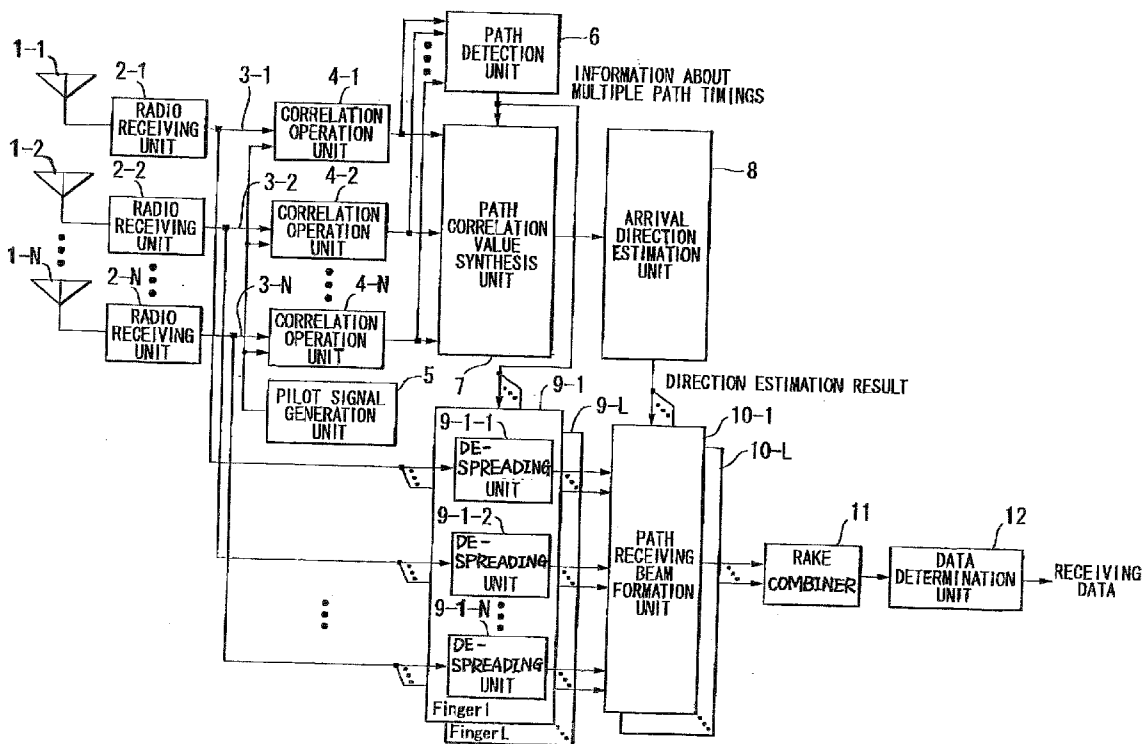 1-1
2-1
RADIO
RECEIVING
UNIT
3-1
4-1
CORRELATION
OPERATION
UNIT
PATH
DETECTION
UNIT
6
INFORMATION ABOUT
MULTIPLE PATH TIMINGS
1-2
2-2
RADIO
RECEIVING
UNIT
3-2
4-2
CORRELATION
OPERATION
UNIT
PATH
CORRELATION
VALUE
SYNTHESIS
UNIT
7
8
ARRIVAL
DIRECTION
ESTIMATION
UNIT
1-N
2-N
RADIO
RECEIVING
UNIT
3-N
4-N
CORRELATION
OPERATION
UNIT
5
PILOT SIGNAL
GENERATION
UNIT
DIRECTION ESTIMATION RESULT
9-1
9-L
9-1-1
DE-
SPREADING
UNIT
9-1-2
DE-
SPREADING
UNIT
9-1-N
DE-
SPREADING
UNIT
Finger1
FingerL
10-1
10-L
PATH
RECEIVING
BEAM
FORMATION
UNIT
11
RAKE
COMBINER
12
DATA
DETERMINATION
UNIT
RECEIVING
DATA